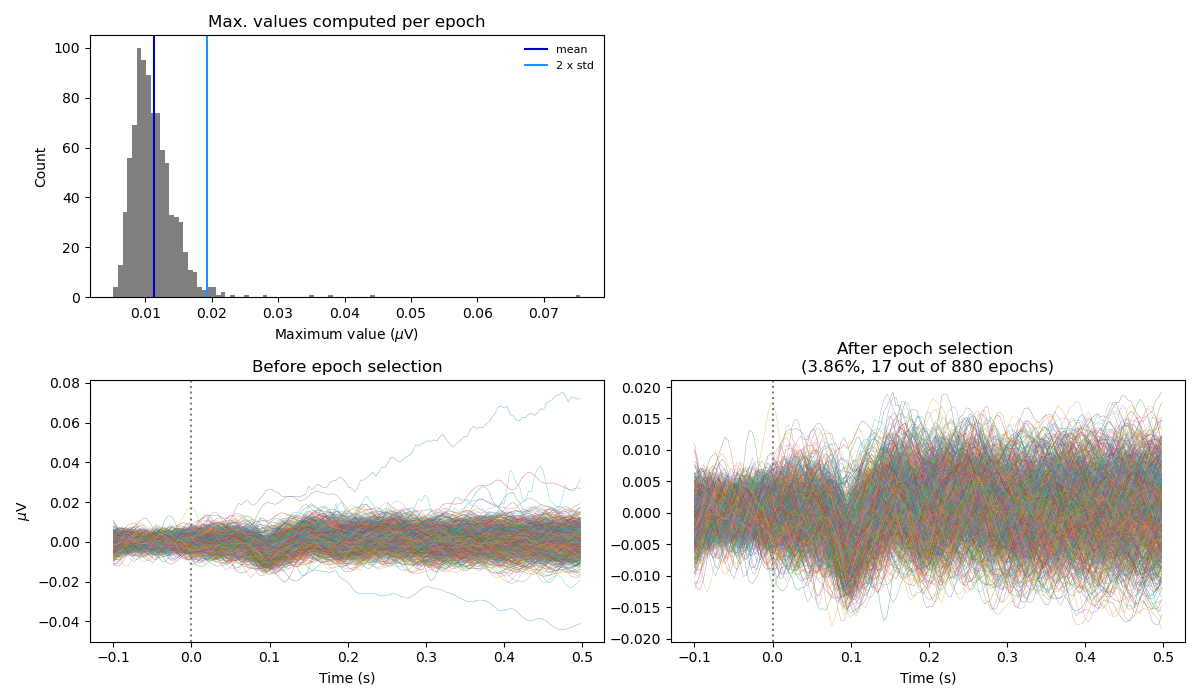 Max. values computed per epoch
100
80
60
40
20
0
Count
mean
2 x std
0.01 0.02 0.03 0.04 0.05 0.06 0.07
Maximum value (μV)
Before epoch selection
0.08
0.06
0.04
0.02
0.00
−0.02
−0.04
μV
−0.1 0.0 0.1 0.2 0.3 0.4 0.5
Time (s)
After epoch selection
(3.86%, 17 out of 880 epochs)
0.020
0.015
0.010
0.005
0.000
−0.005
−0.010
−0.015
−0.020
−0.1 0.0 0.1 0.2 0.3 0.4 0.5
Time (s)